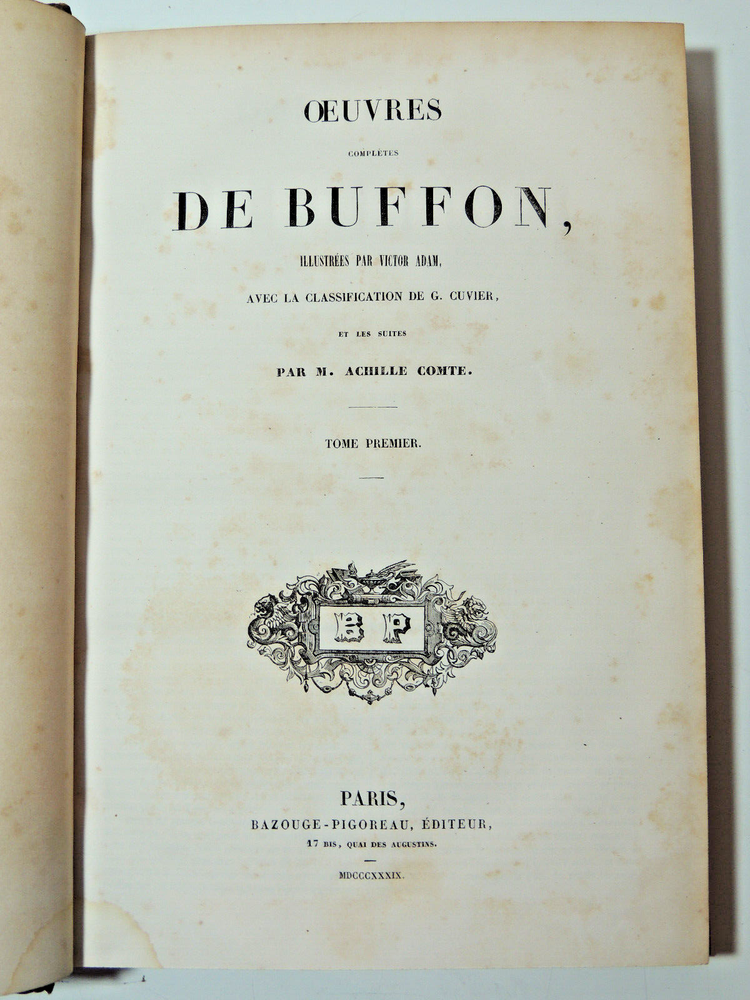 ŒUVRES
COMPLÈTES
DE BUFFON,
ILLUSTRÉES PAR VICTOR ADAM,
AVEC LA CLASSIFICATION DE G. CUVIER,
ET LES SUITES
PAR M. ACHILLE COMTE.
TOME PREMIER.
B P
PARIS,
BAZOUGE-PIGOREAU, ÉDITEUR,
17 BIS, QUAI DES AUGUSTINS.
MDCCCXXXIX.